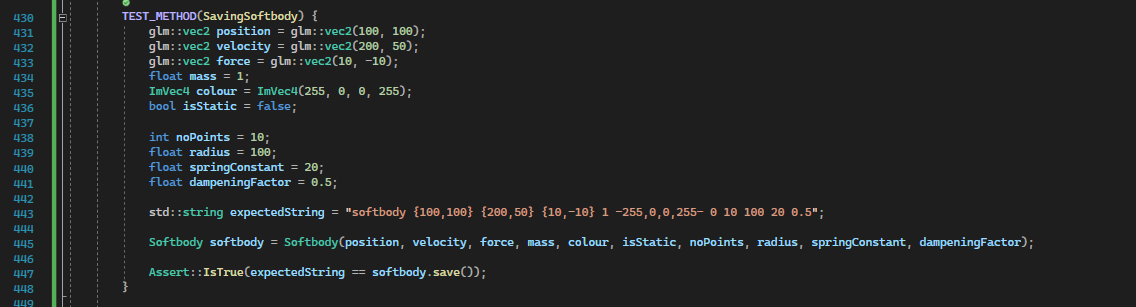 430 TEST_METHOD(SavingSoftbody) {
431 glm::vec2 position = glm::vec2(100, 100);
432 glm::vec2 velocity = glm::vec2(200, 50);
433 glm::vec2 force = glm::vec2(10, -10);
434 float mass = 1;
435 ImVec4 colour = ImVec4(255, 0, 0, 255);
436 bool isStatic = false;
437
438 int noPoints = 10;
439 float radius = 100;
440 float springConstant = 20;
441 float dampeningFactor = 0.5;
442
443 std::string expectedString = "softbody {100,100} {200,50} {10,-10} 1 -255,0,0,255- 0 10 100 20 0.5";
444
445 Softbody softbody = Softbody(position, velocity, force, mass, colour, isStatic, noPoints, radius, springConstant, dampeningFactor);
446
447 Assert::IsTrue(expectedString == softbody.save());
448 }
449